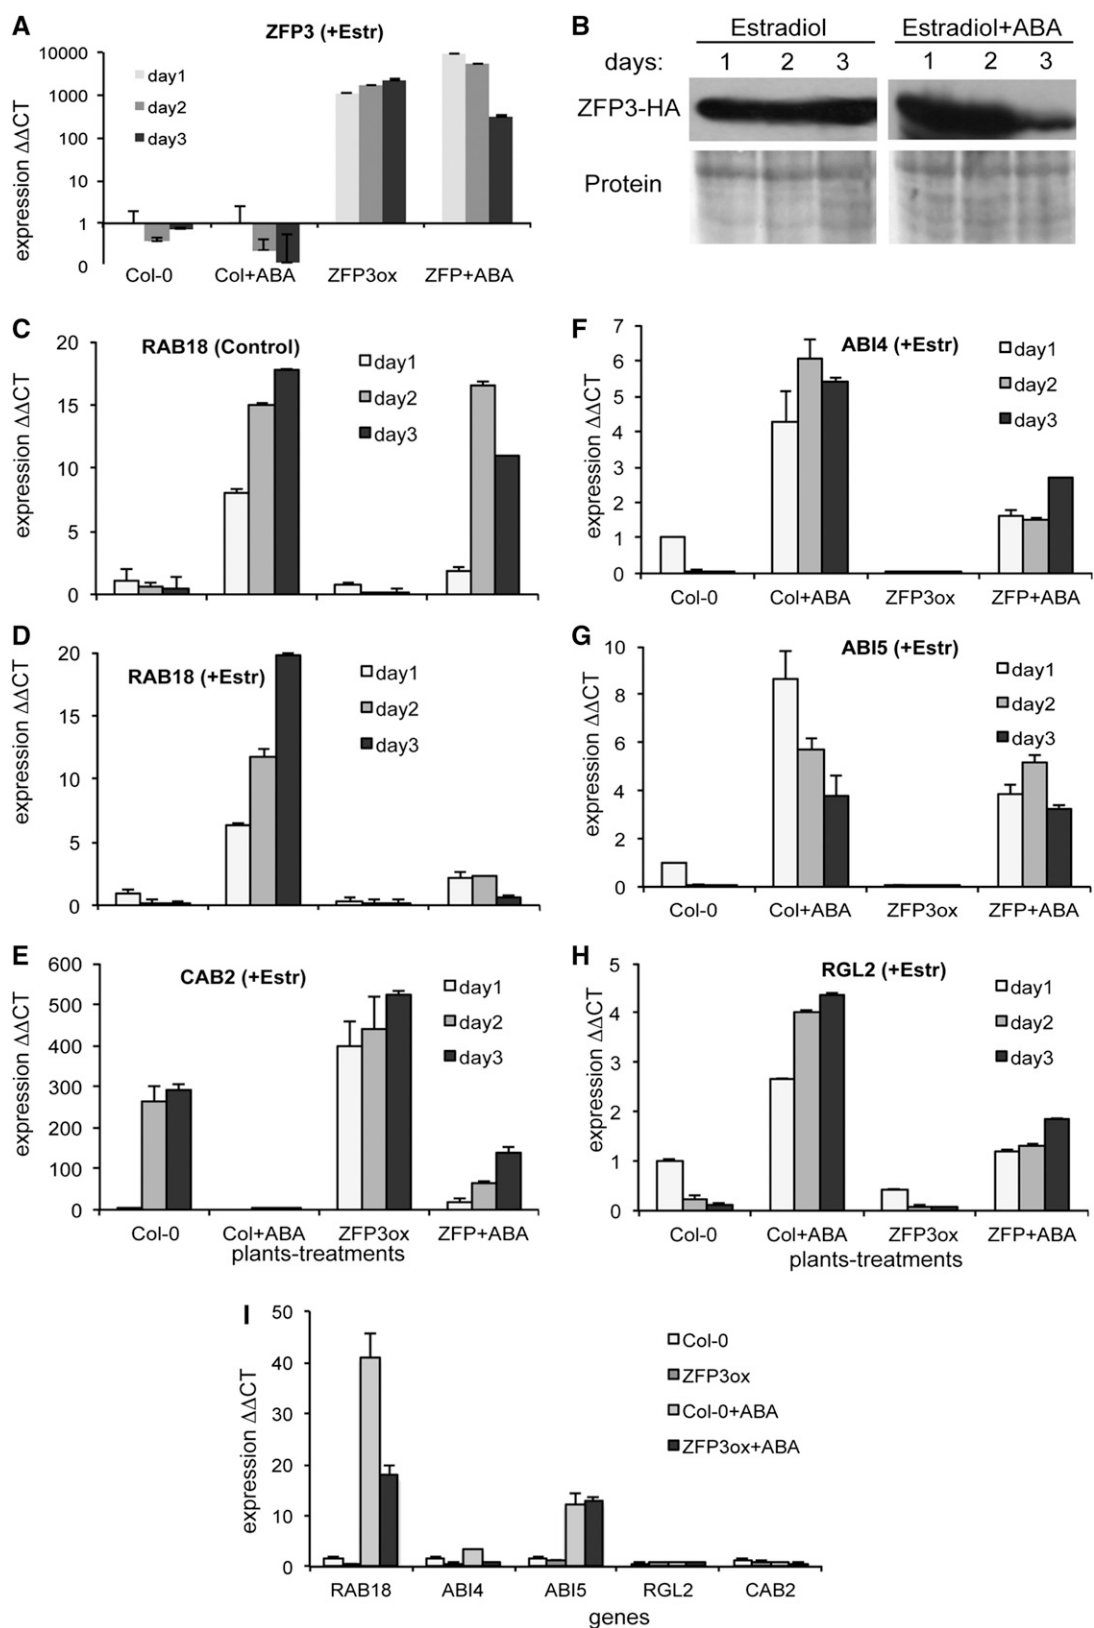 A
ZFP3 (+Estr)
expression ΔΔCT
10000
1000
100
10
1
0
day1
day2
day3
Col-0 Col+ABA ZFP3ox ZFP+ABA
B
Estradiol Estradiol+ABA
days: 1 2 3 1 2 3
ZFP3-HA
Protein
C
RAB18 (Control)
expression ΔΔCT
20
15
10
5
0
day1
day2
day3
D
RAB18 (+Estr)
expression ΔΔCT
20
15
10
5
0
day1
day2
day3
E
CAB2 (+Estr)
expression ΔΔCT
600
500
400
300
200
100
0
day1
day2
day3
Col-0 Col+ABA ZFP3ox ZFP+ABA
plants-treatments
F
ABI4 (+Estr)
expression ΔΔCT
7
6
5
4
3
2
1
0
day1
day2
day3
Col-0 Col+ABA ZFP3ox ZFP+ABA
G
ABI5 (+Estr)
expression ΔΔCT
10
8
6
4
2
0
day1
day2
day3
Col-0 Col+ABA ZFP3ox ZFP+ABA
H
RGL2 (+Estr)
expression ΔΔCT
5
4
3
2
1
0
day1
day2
day3
Col-0 Col+ABA ZFP3ox ZFP+ABA
plants-treatments
I
expression ΔΔCT
50
40
30
20
10
0
Col-0
ZFP3ox
Col-0+ABA
ZFP3ox+ABA
RAB18 ABI4 ABI5 RGL2 CAB2
genes